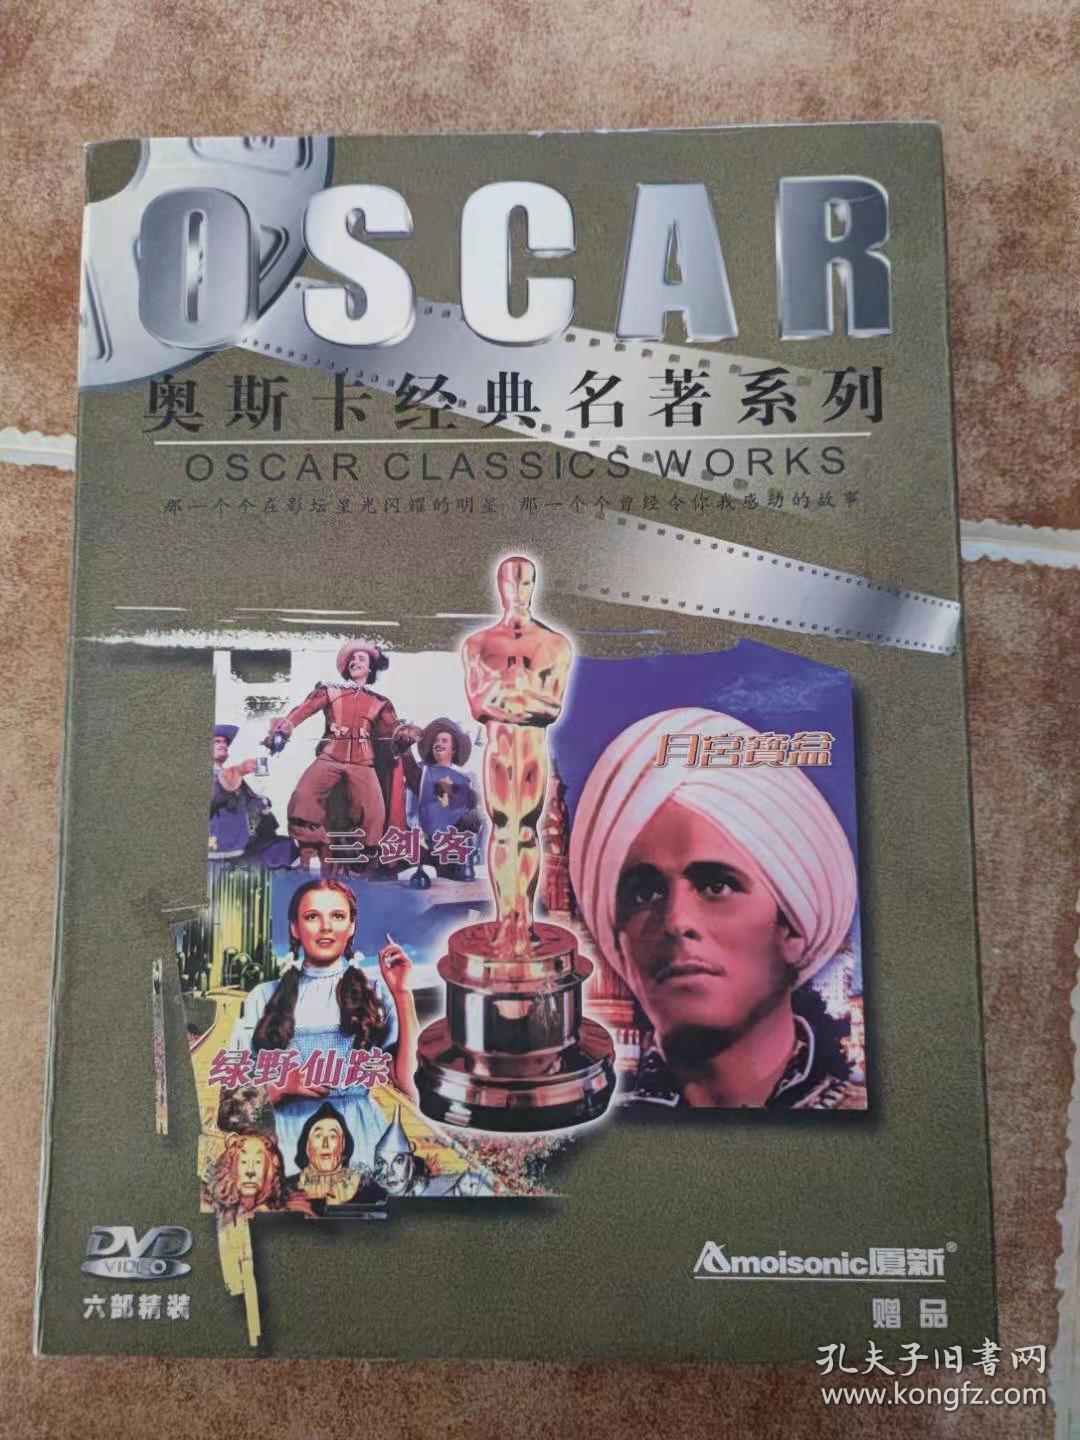 OSCAR
奥斯卡经典名著系列
OSCAR CLASSICS WORKS
那一个个在影坛星光闪耀的明星 那一个个曾经令你我感动的故事
月宫寶盒
三剑客
绿野仙踪
DVD
VIDEO
六部精装
Amoisonic厦新®
赠品
孔夫子旧書网
www.kongfz.com